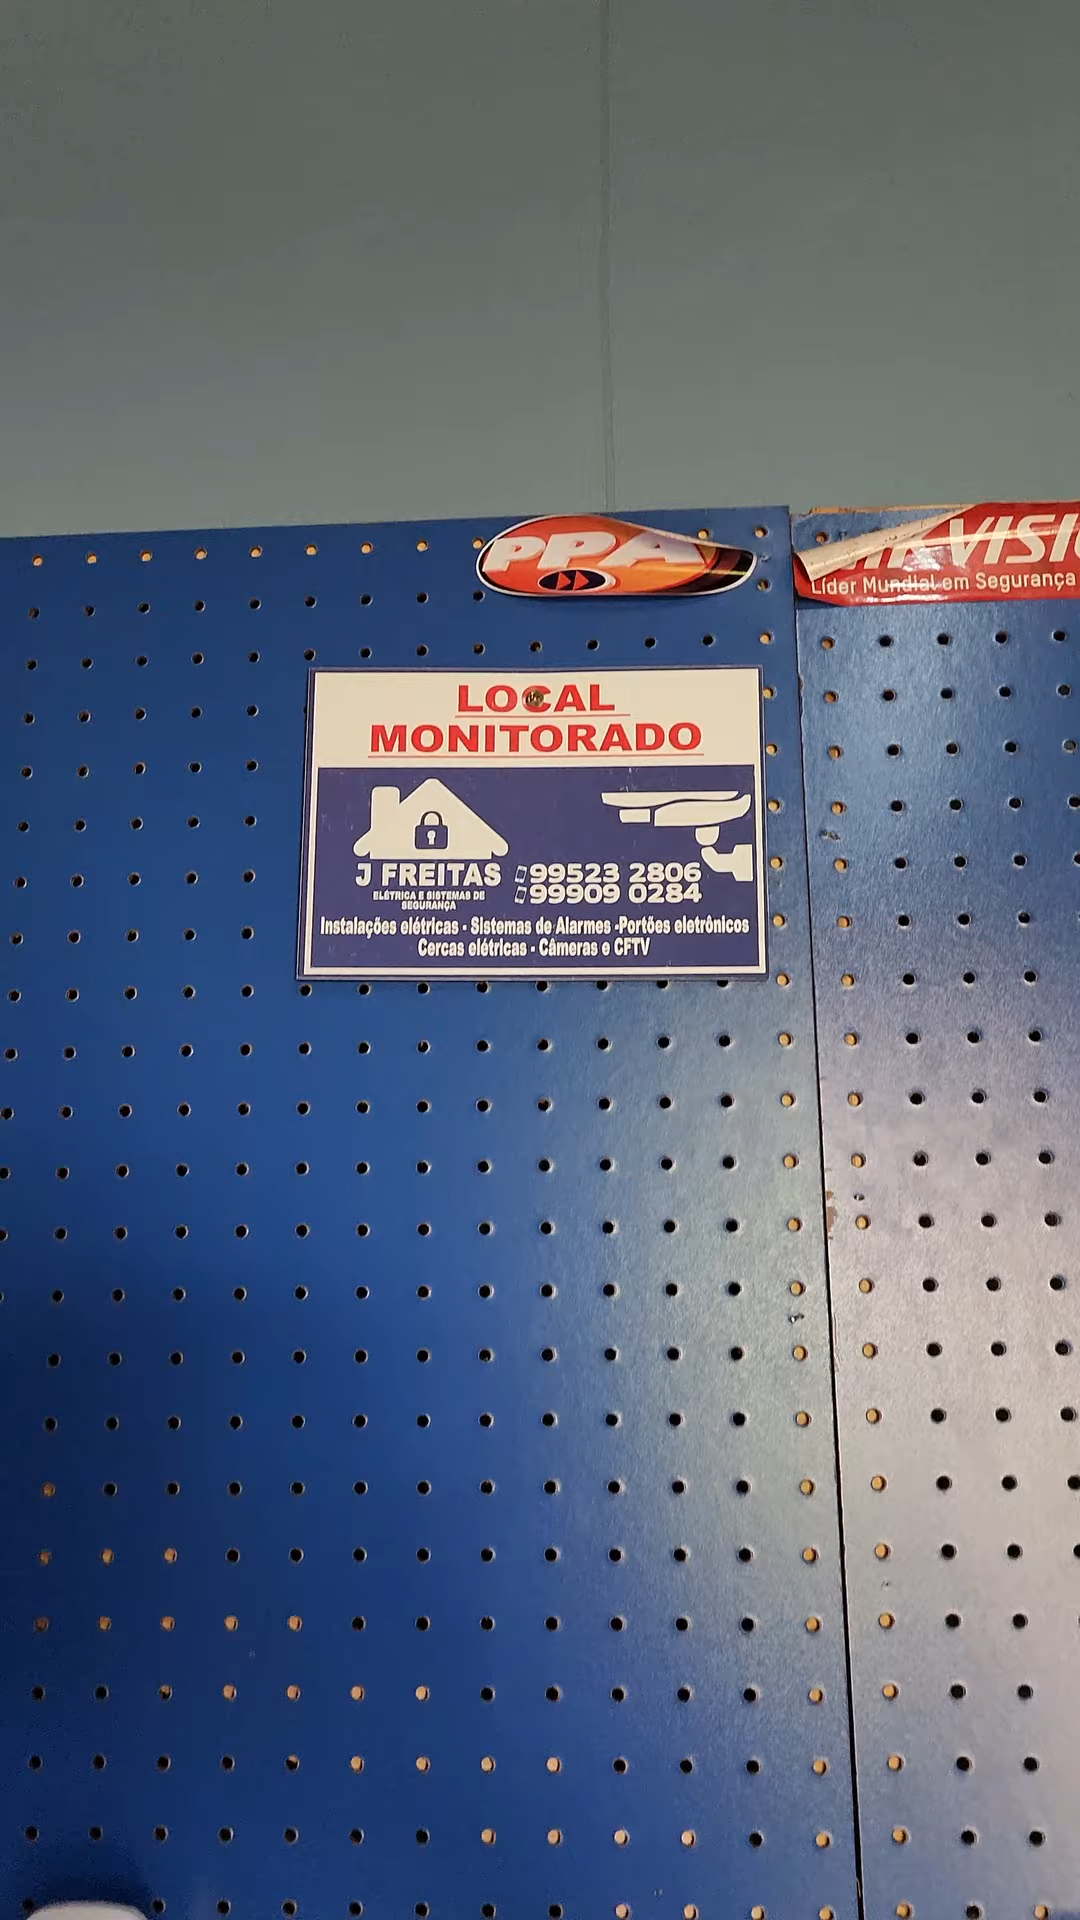 PPA
VISI
Líder Mundial em Segurança
LOCAL
MONITORADO
J FREITAS
ELÉTRICA E SISTEMAS DE
SEGURANÇA
99523 2806
99909 0284
Instalações elétricas - Sistemas de Alarmes -Portões eletrônicos
Cercas elétricas - Câmeras e CFTV